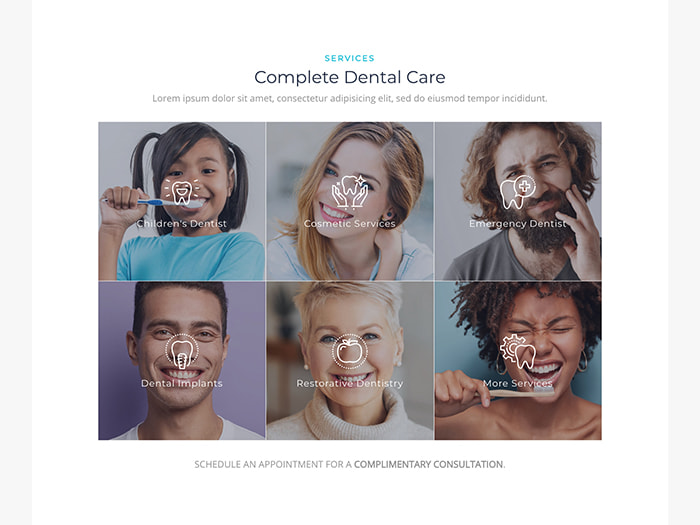 SERVICES
Complete Dental Care
Lorem ipsum dolor sit amet, consectetur adipisicing elit, sed do eiusmod tempor incididunt.
Children's Dentist
Cosmetic Services
Emergency Dentist
Dental Implants
Restorative Dentistry
More Services
SCHEDULE AN APPOINTMENT FOR A COMPLIMENTARY CONSULTATION.